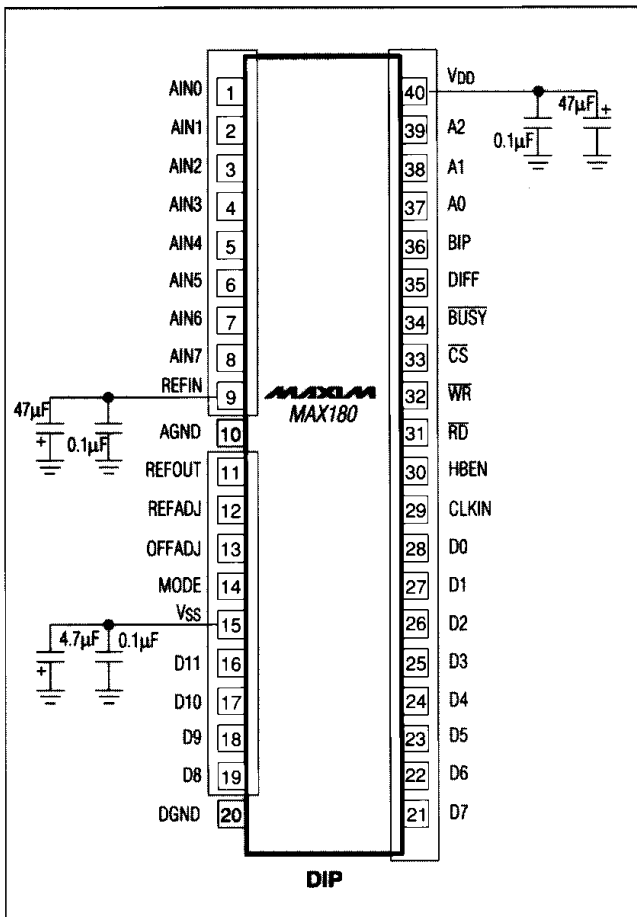 AIN0 1 40 VDD
47µF +
0.1µF
AIN1 2 39 A2
AIN2 3 38 A1
AIN3 4 37 A0
AIN4 5 36 BIP
AIN5 6 35 DIFF
AIN6 7 34 BUSY
AIN7 8 33 CS
REFIN 9 32 WR
MAXIM
MAX180
47µF
+ 0.1µF
AGND 10 31 RD
REFOUT 11 30 HBEN
REFADJ 12 29 CLKIN
OFFADJ 13 28 D0
MODE 14 27 D1
VSS 15 26 D2
4.7µF 0.1µF
+
D11 16 25 D3
D10 17 24 D4
D9 18 23 D5
D8 19 22 D6
DGND 20 21 D7
DIP